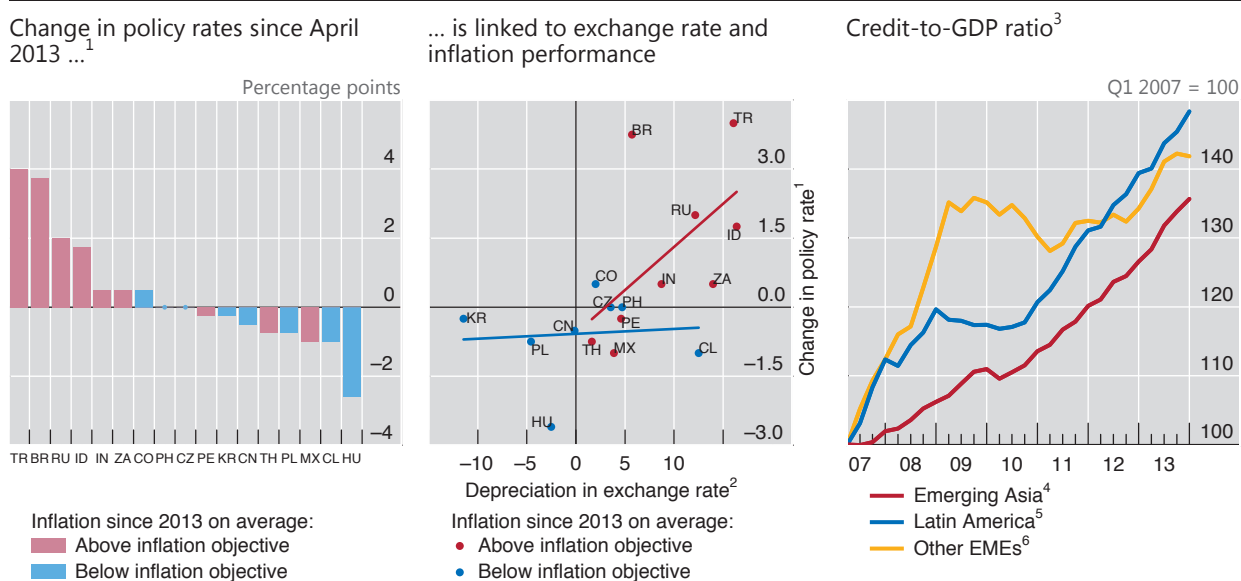 Change in policy rates since April
2013 ...1
Percentage points
4
2
0
–2
–4
TR BR RU ID IN ZA CO PH CZ PE KR CN TH PL MX CL HU
Inflation since 2013 on average:
Above inflation objective
Below inflation objective
... is linked to exchange rate and
inflation performance
TR
BR
3.0
RU
ID
1.5
CO
IN
ZA
CZ
PH
0.0
KR
CN
PE
PL
TH
MX
CL
–1.5
HU
–3.0
Change in policy rate1
–10 –5 0 5 10
Depreciation in exchange rate2
Inflation since 2013 on average:
Above inflation objective
Below inflation objective
Credit-to-GDP ratio3
Q1 2007 = 100
140
130
120
110
100
07 08 09 10 11 12 13
Emerging Asia4
Latin America5
Other EMEs6